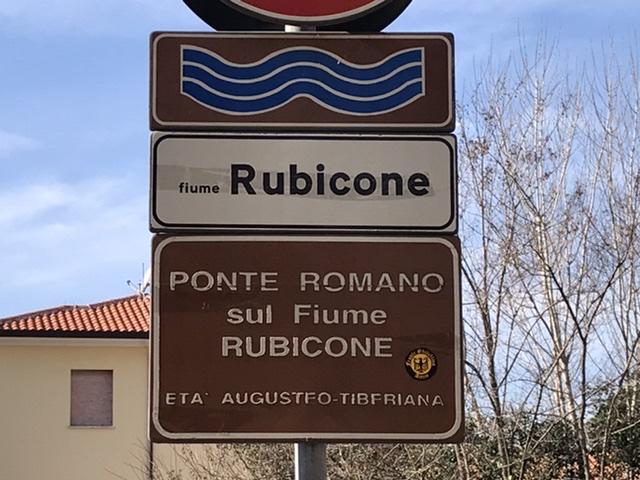 fiume Rubicone
PONTE ROMANO
sul Fiume
RUBICONE
ETA' AUGUSTEO-TIBERIANA